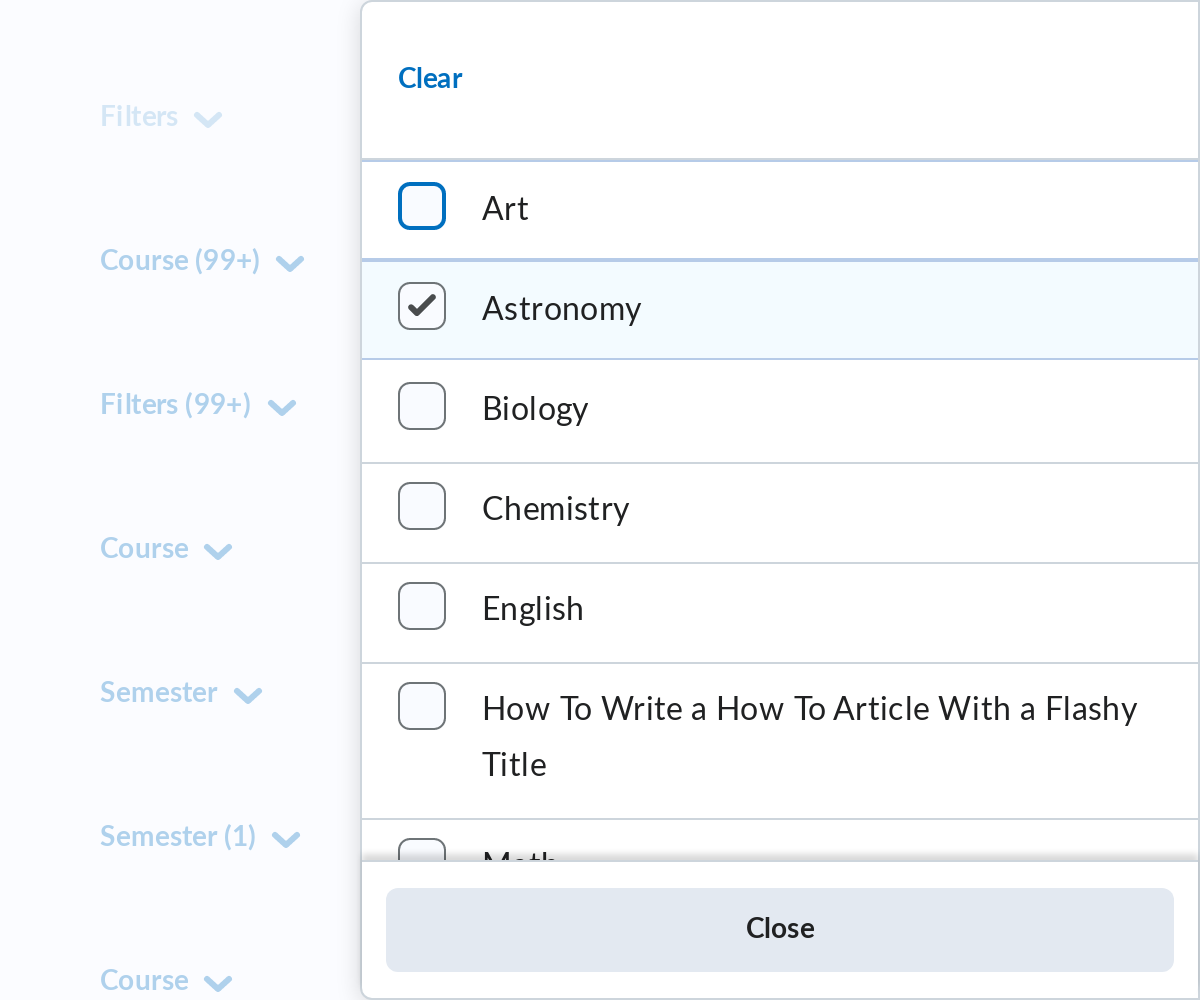 Filters
Course (99+)
Filters (99+)
Course
Semester
Semester (1)
Course
Clear
Art
Astronomy
Biology
Chemistry
English
How To Write a How To Article With a Flashy
Title
Math
Close